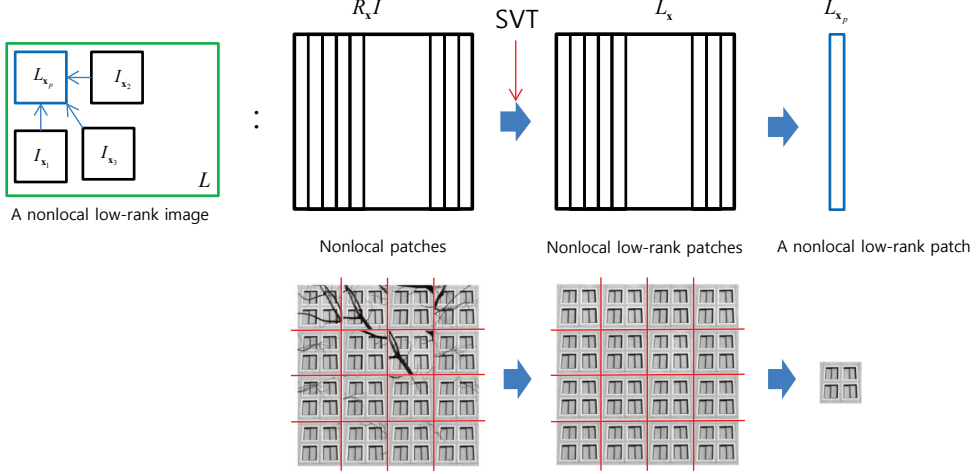 R_x I
SVT
L_x
L_{x_p}
L_{x_p}
I_{x_2}
:
I_{x_1}
I_{x_3}
L
A nonlocal low-rank image
Nonlocal patches
Nonlocal low-rank patches
A nonlocal low-rank patch